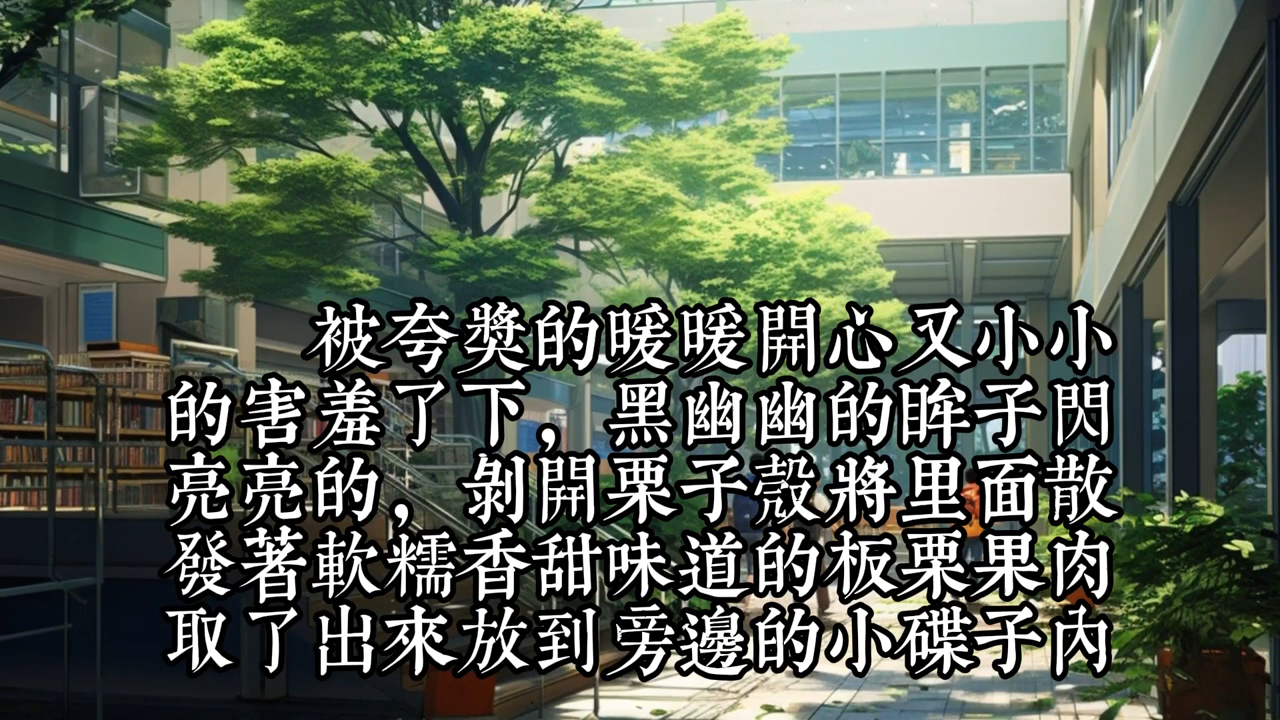 被夸獎的暖暖開心又小小
的害羞了下，黑幽幽的眸子閃
亮亮的，剝開栗子殼將里面散
發著軟糯香甜味道的板栗果肉
取了出來放到旁邊的小碟子內